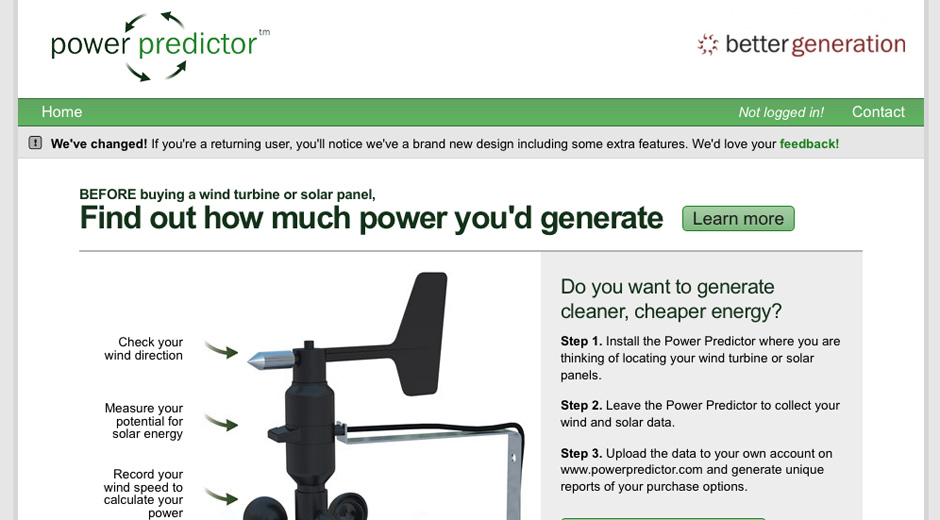 power predictor™
better generation
Home
Not logged in!
Contact
! We've changed! If you're a returning user, you'll notice we've a brand new design including some extra features. We'd love your feedback!
BEFORE buying a wind turbine or solar panel,
Find out how much power you'd generate
Learn more
Check your
wind direction
Measure your
potential for
solar energy
Record your
wind speed to
calculate your
power
Do you want to generate
cleaner, cheaper energy?
Step 1. Install the Power Predictor where you are
thinking of locating your wind turbine or solar
panels.
Step 2. Leave the Power Predictor to collect your
wind and solar data.
Step 3. Upload the data to your own account on
www.powerpredictor.com and generate unique
reports of your purchase options.